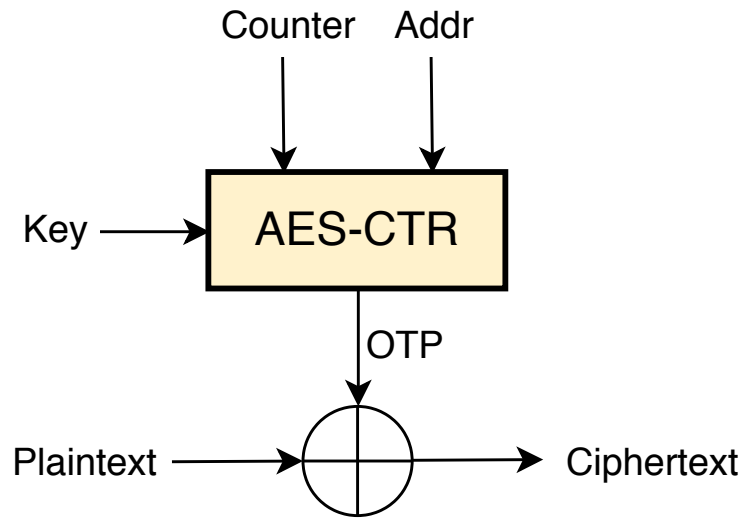 Counter Addr
Key
AES-CTR
OTP
Plaintext
Ciphertext